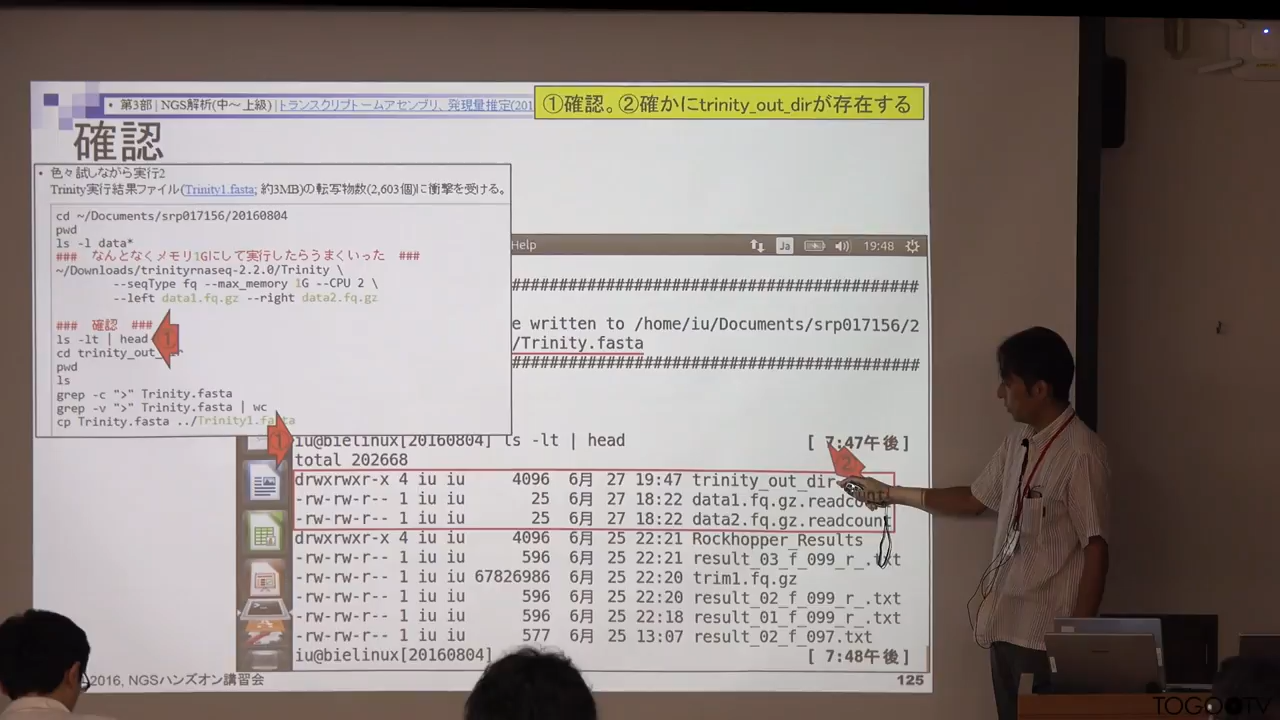 • 第3部 | NGS解析(中～上級) | トランスクリプトームアセンブリ、発現量推定(201
①確認。②確かにtrinity_out_dirが存在する
確認
• 色々試しながら実行2
Trinity実行結果ファイル(Trinity1.fasta; 約3MB)の転写物数(2,603個)に衝撃を受ける。
cd ~/Documents/srp017156/20160804
pwd
ls -l data*
### なんとなくメモリ1Gにして実行したらうまくいった ###
~/Downloads/trinityrnaseq-2.2.0/Trinity \
--seqType fq --max_memory 1G --CPU 2 \
--left data1.fq.gz --right data2.fq.gz
### 確認 ###
ls -lt | head
①
cd trinity_out_dir
pwd
ls
grep -c ">" Trinity.fasta
grep -v ">" Trinity.fasta | wc
cp Trinity.fasta ../Trinity1.fasta
Help
Ja
19:48
##################################################
e written to /home/iu/Documents/srp017156/2
/Trinity.fasta
##################################################
①
iu@bielinux[20160804] ls -lt | head [ 7:47午後]
total 202668
②
drwxrwxr-x 4 iu iu 4096 6月 27 19:47 trinity_out_dir
-rw-rw-r-- 1 iu iu 25 6月 27 18:22 data1.fq.gz.readcount
-rw-rw-r-- 1 iu iu 25 6月 27 18:22 data2.fq.gz.readcount
drwxrwxr-x 4 iu iu 4096 6月 25 22:21 Rockhopper_Results
-rw-rw-r-- 1 iu iu 596 6月 25 22:21 result_03_f_099_r_.txt
-rw-rw-r-- 1 iu iu 67826986 6月 25 22:20 trim1.fq.gz
-rw-rw-r-- 1 iu iu 596 6月 25 22:20 result_02_f_099_r_.txt
-rw-rw-r-- 1 iu iu 596 6月 25 22:18 result_01_f_099_r_.txt
-rw-rw-r-- 1 iu iu 577 6月 25 13:07 result_02_f_097.txt
iu@bielinux[20160804] [ 7:48午後]
2016, NGSハンズオン講習会
125
TOGOTV